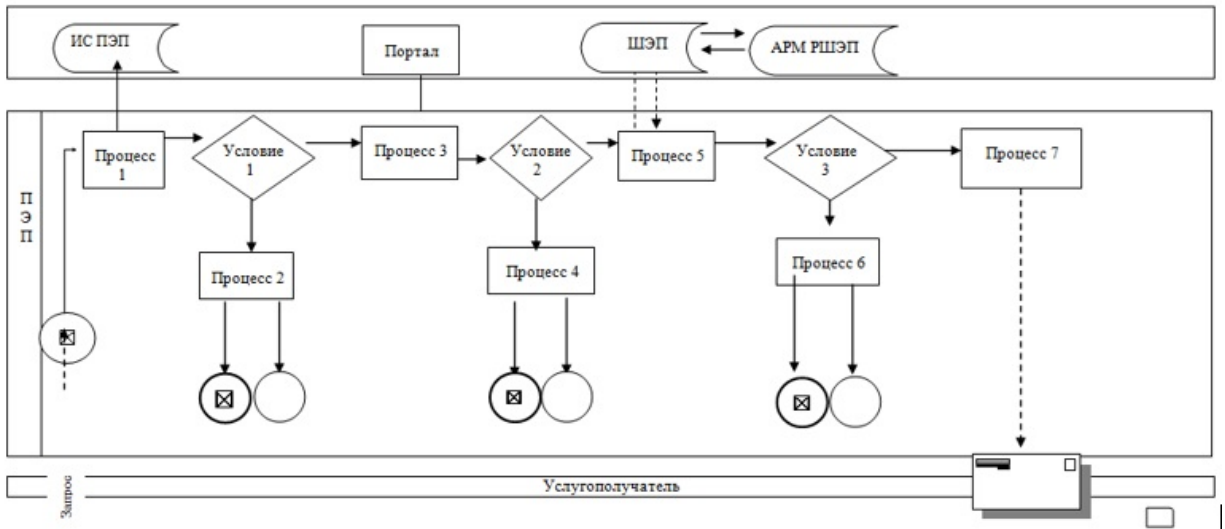 ИС ПЭП
Портал
ШЭП
АРМ РШЭП
ПЭП
Процесс
1
Условие
1
Процесс 3
Условие
2
Процесс 5
Условие
3
Процесс 7
Процесс 2
Процесс 4
Процесс 6
Запрос
Услугополучатель